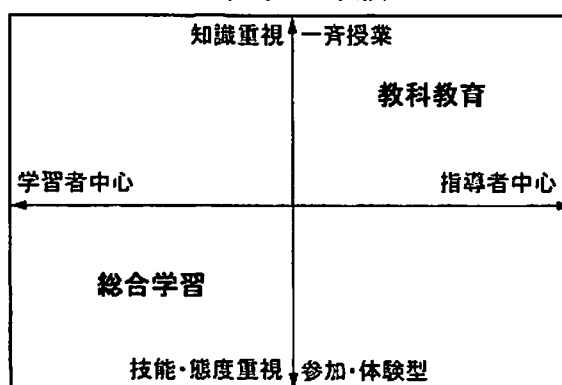 知識重視 一斉授業
教科教育
学習者中心 指導者中心
総合学習
技能・態度重視 参加・体験型